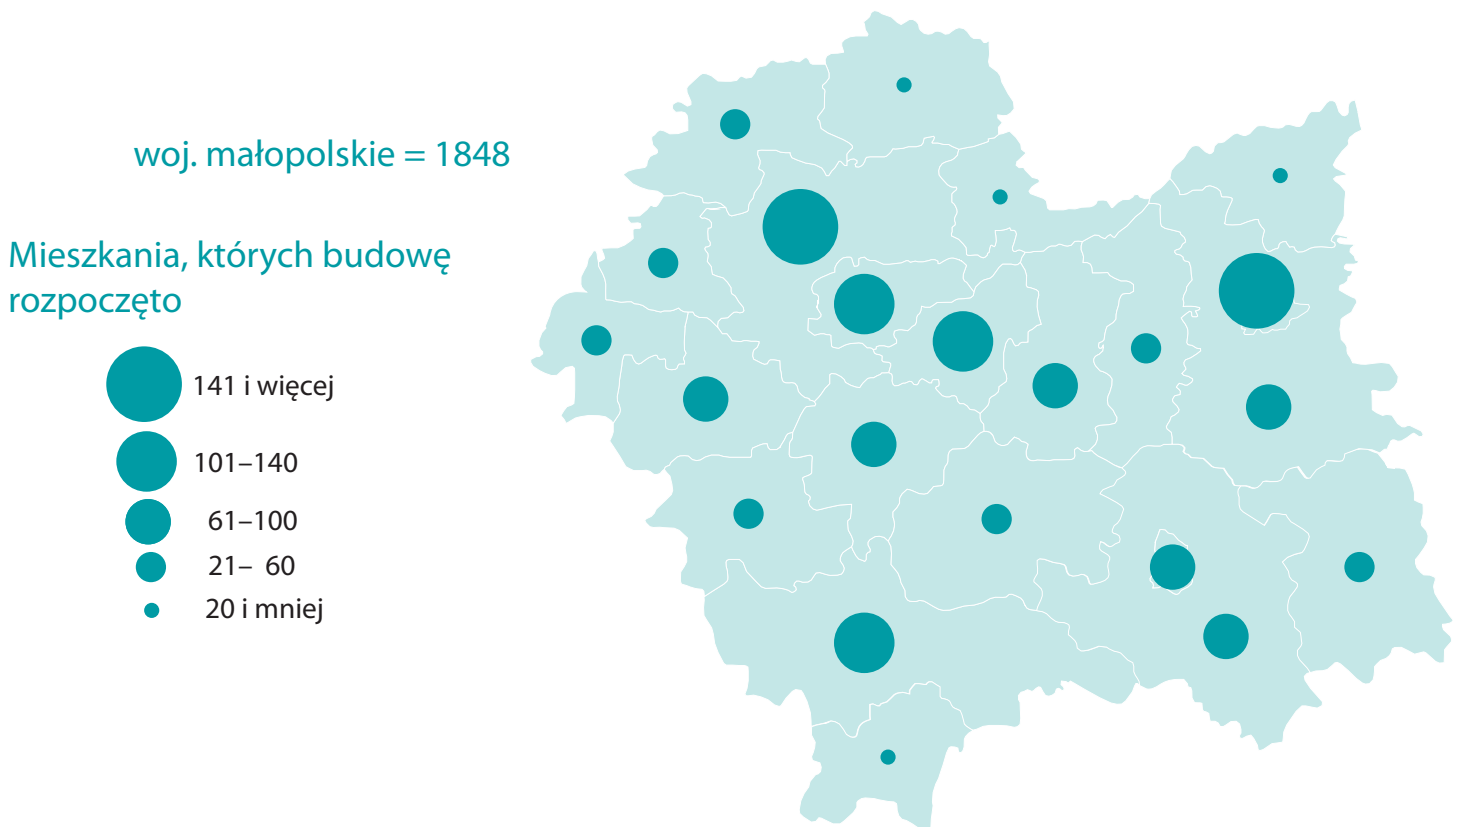 woj. małopolskie = 1848
Mieszkania, których budowę
rozpoczęto
141 i więcej
101–140
61–100
21– 60
20 i mniej